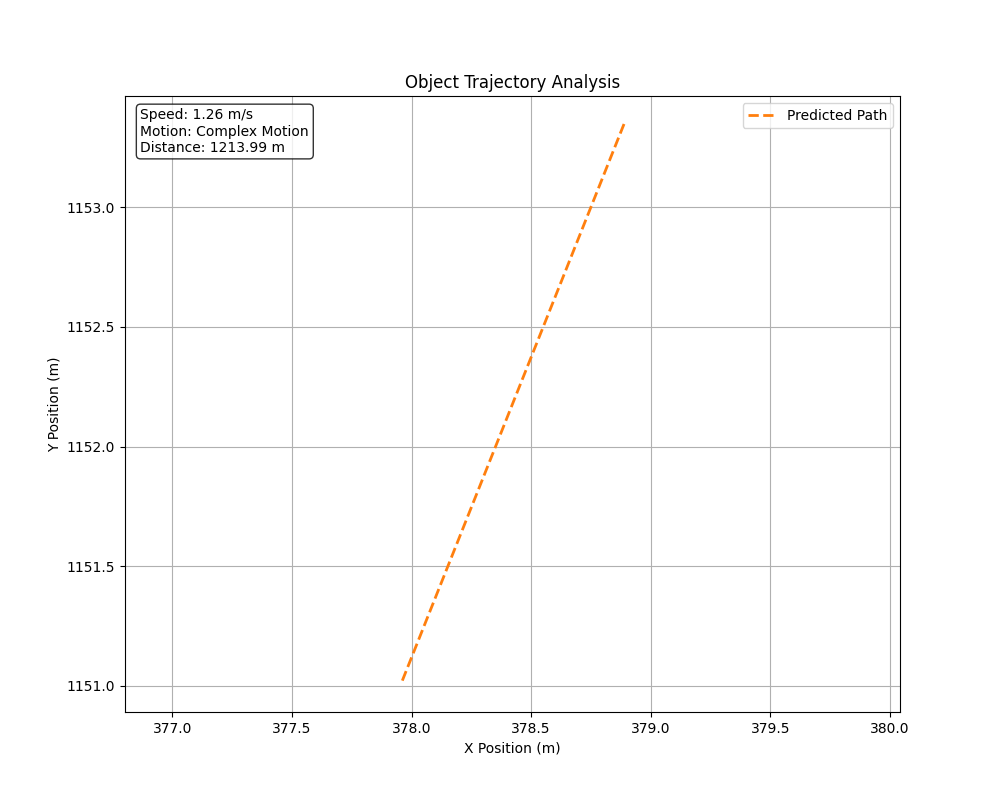 Object Trajectory Analysis
Speed: 1.26 m/s
Motion: Complex Motion
Distance: 1213.99 m
Predicted Path
Y Position (m)
1153.0
1152.5
1152.0
1151.5
1151.0
377.0 377.5 378.0 378.5 379.0 379.5 380.0
X Position (m)